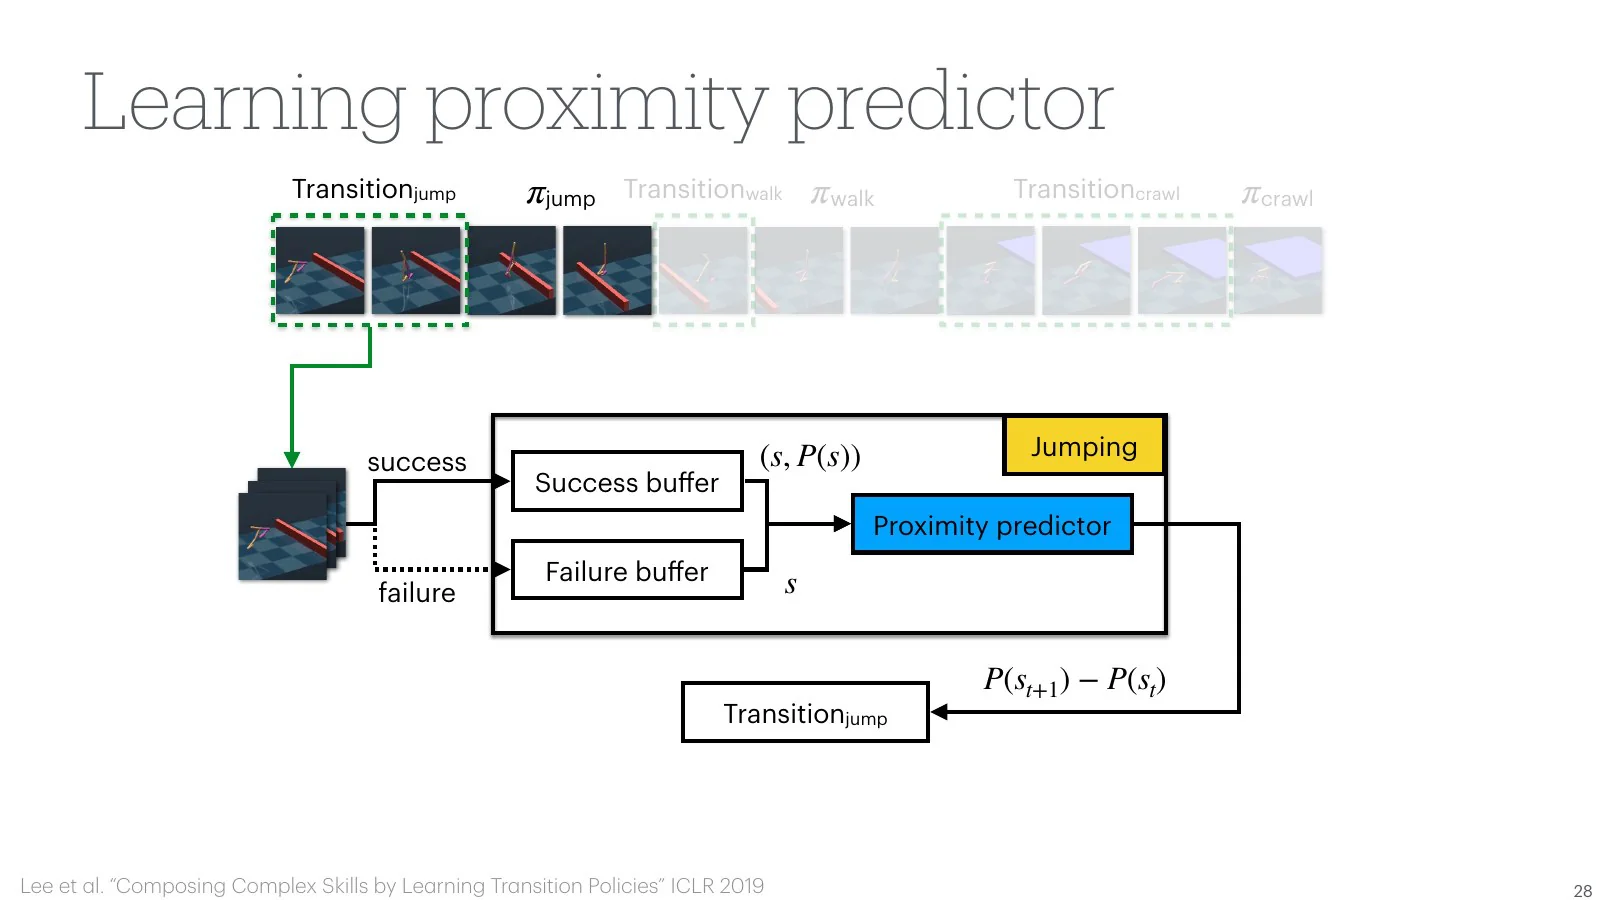 Learning proximity predictor
Transitionjump πjump Transitionwalk πwalk Transitioncrawl πcrawl
success
failure
Success buffer
Failure buffer
(s, P(s))
s
Jumping
Proximity predictor
P(st+1) − P(st)
Transitionjump
Lee et al. “Composing Complex Skills by Learning Transition Policies” ICLR 2019
28